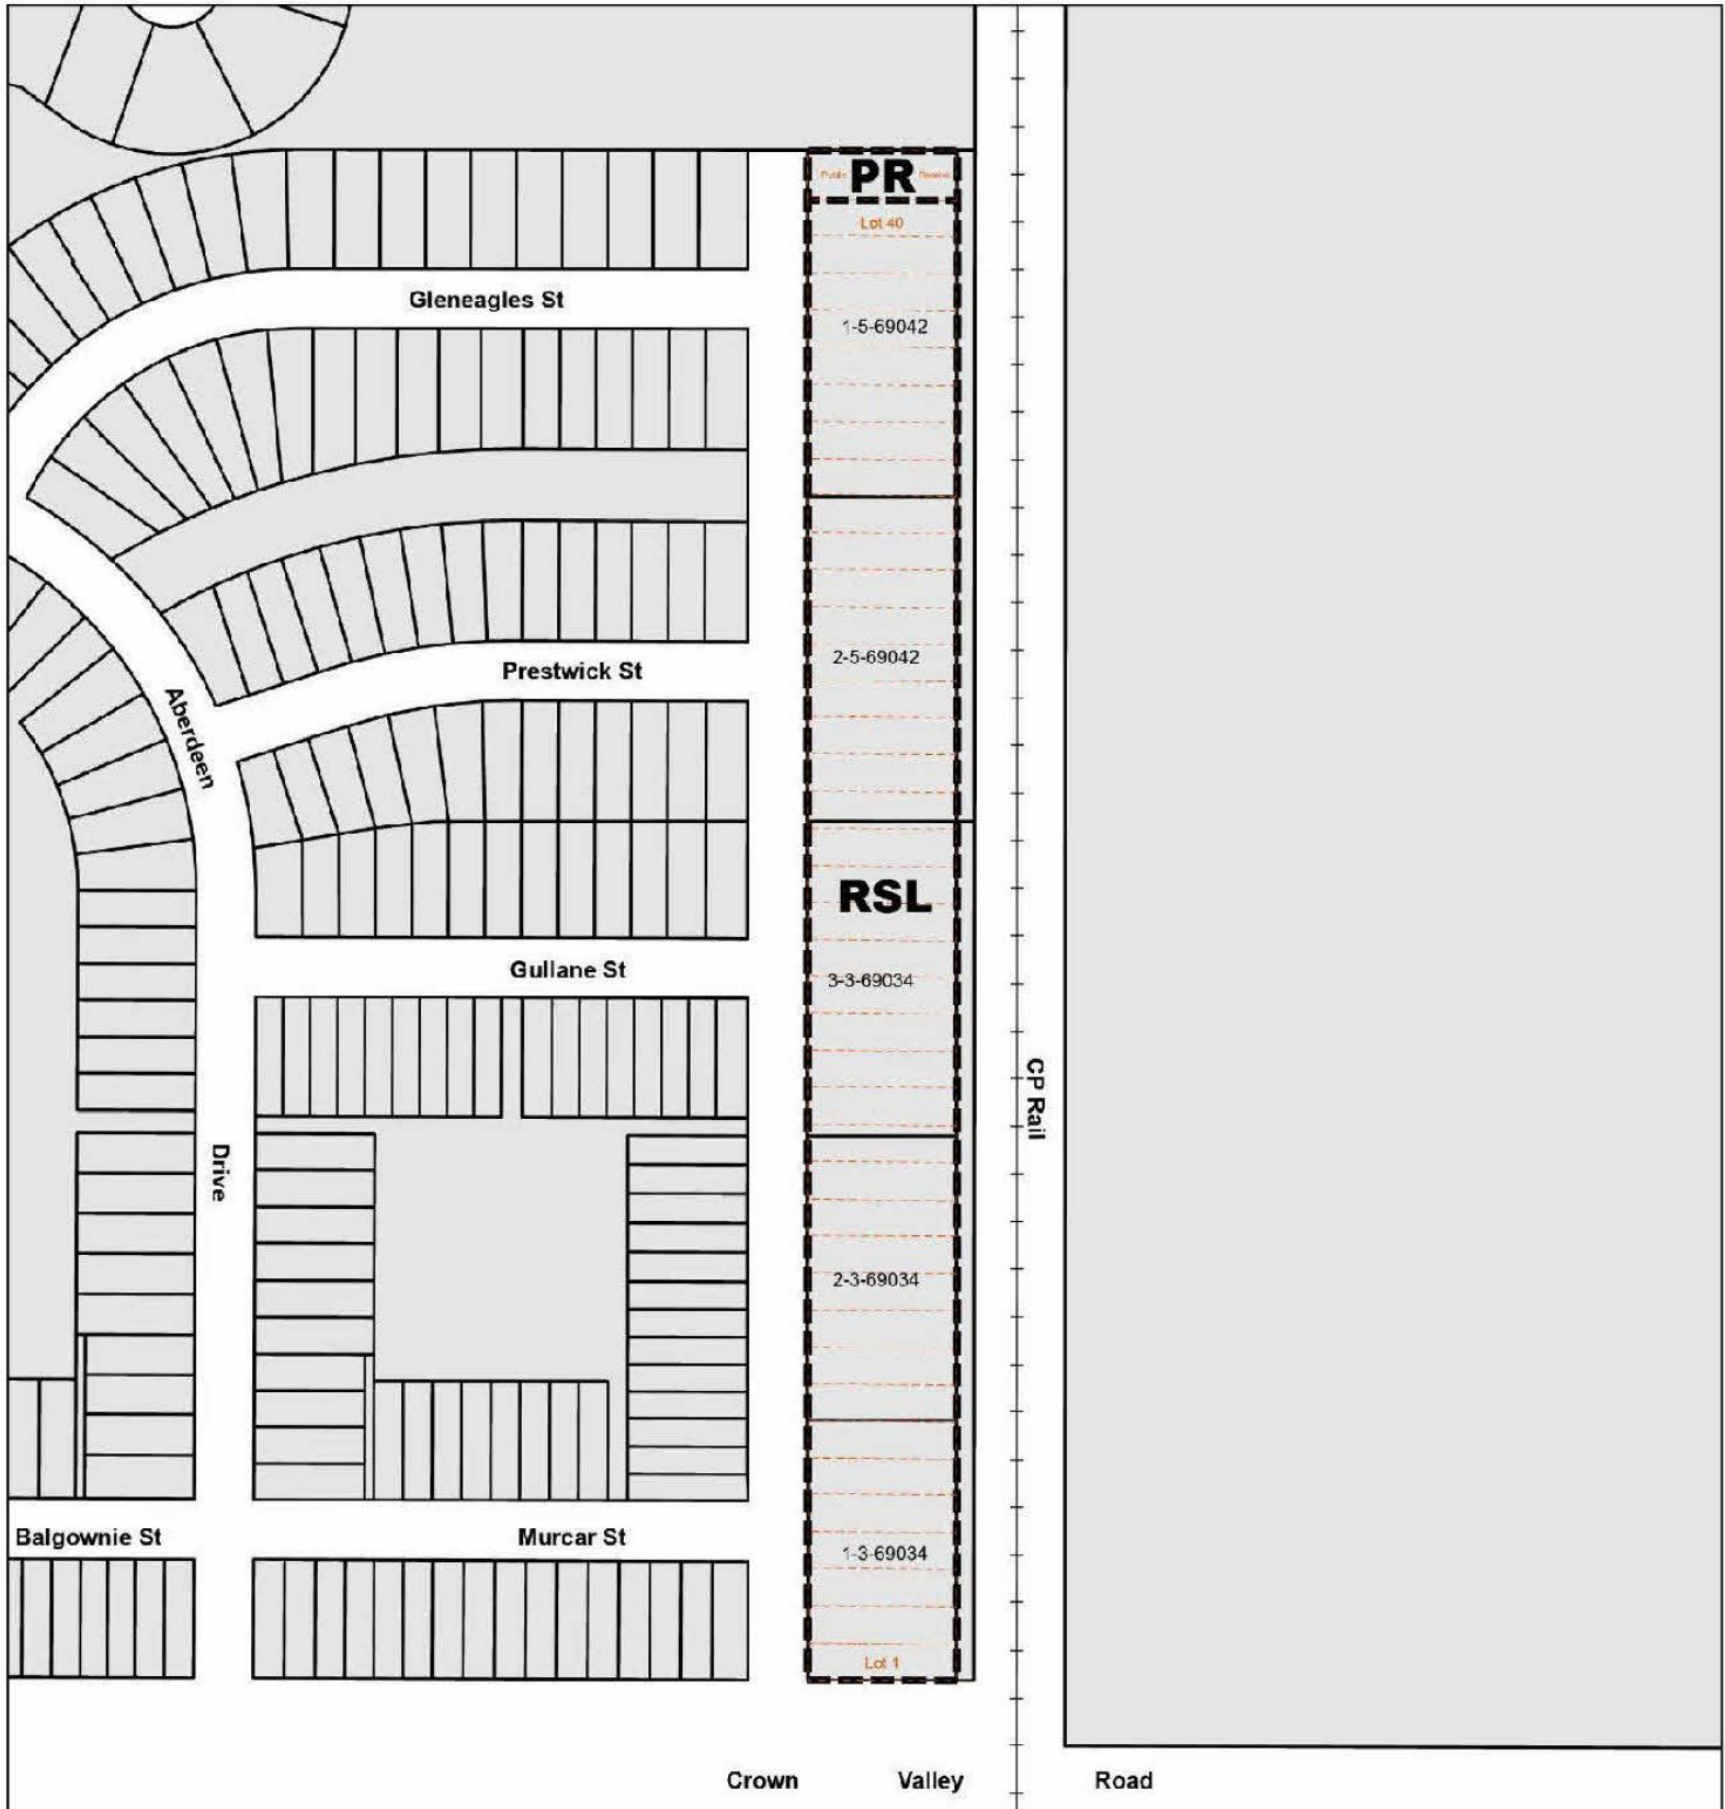 Public PR Reserve
Lot 40
Gleneagles St
1-5-69042
2-5-69042
Prestwick St
Aberdeen
RSL
Gullane St
3-3-69034
CP Rail
Drive
2-3-69034
Balgownie St
Murcar St
1-3-69034
Lot 1
Crown Valley Road